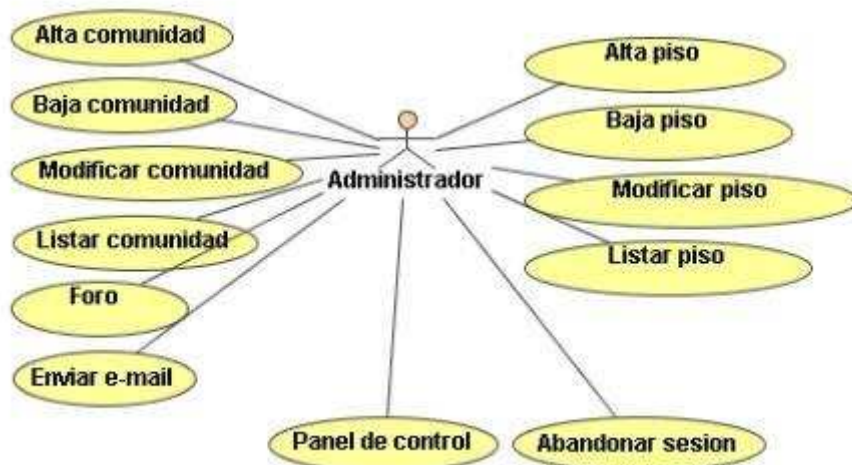 Alta comunidad
Alta piso
Baja comunidad
Baja piso
Modificar comunidad
Administrador
Modificar piso
Listar comunidad
Listar piso
Foro
Enviar e-mail
Panel de control
Abandonar sesion